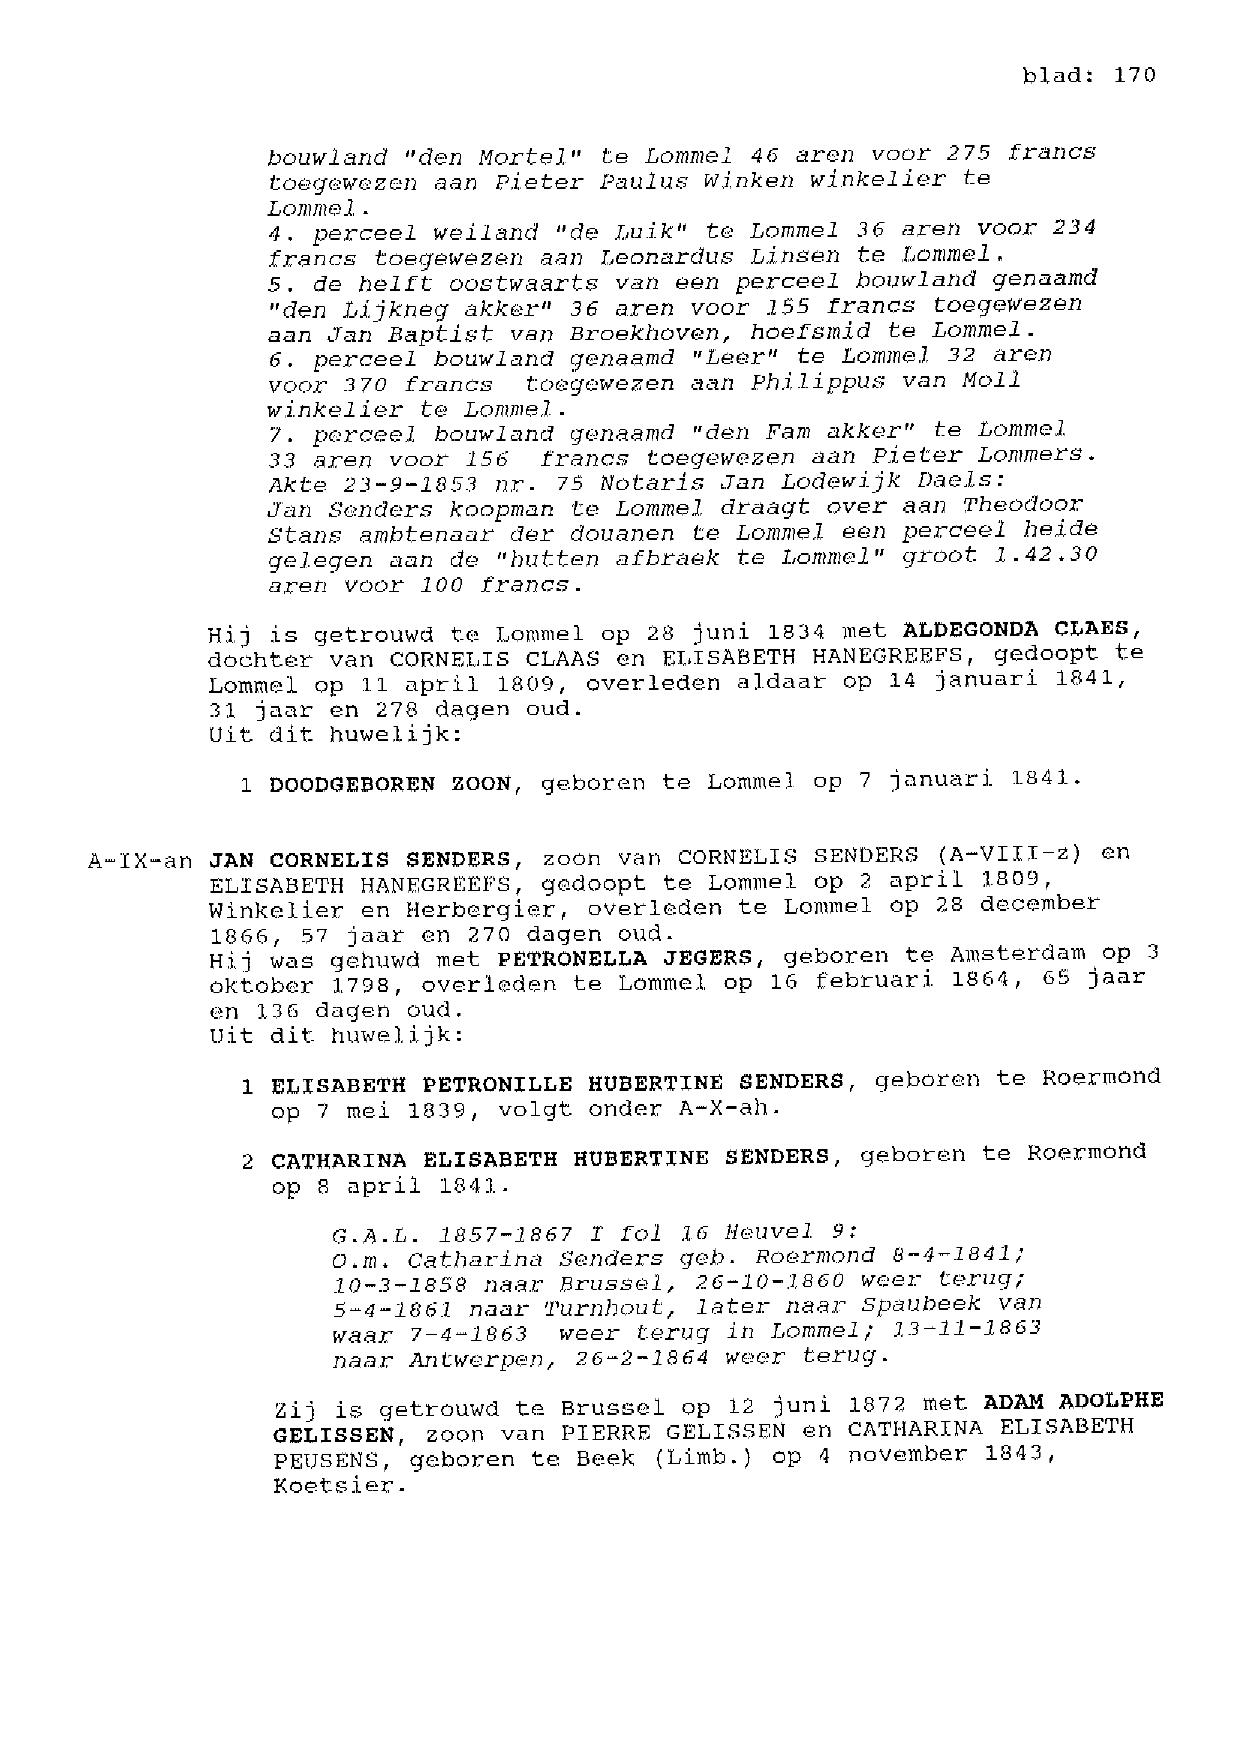 blad: 170
bouwland "den Mortel" te Lommel 46 aren voor 275 francs
toegewezen aan Pieter Paulus Winken winkelier te
Lommel.
4. perceel weiland "de Luik" te Lommel 36 aren voor 234
francs toegewezen aan Leonardus Linsen te Lommel.
5. de helft oostwaarts van een perceel bouwland genaamd
"den Lijkneg akker" 36 aren voor 155 francs toegewezen
aan Jan Baptist van Broekhoven, hoefsmid te Lommel.
6. perceel bouwland genaamd "Leer" te Lommel 32 aren
voor 370 francs toegewezen aan Philippus van Moll
winkelier te Lommel.
7. perceel bouwland genaamd "den Fam akker" te Lommel
33 aren voor 156 francs toegewezen aan Pieter Lommers.
Akte 23-9-1853 nr. 75 Notaris Jan Lodewijk Daels:
Jan Senders koopman te Lommel draagt over aan Theodoor
Stans ambtenaar der douanen te Lommel een perceel heide
gelegen aan de "hutten afbraek te Lommel" groot 1.42.30
aren voor 100 francs.
Hij is getrouwd te Lommel op 28 juni 1834 met ALDEGONDA CLAES,
dochter van CORNELIS CLAAS en ELISABETH HANEGREEFS, gedoopt te
Lommel op 11 april 1809, overleden aldaar op 14 januari 1841,
31 jaar en 278 dagen oud.
Uit dit huwelijk:
1 DOODGEBOREN ZOON, geboren te Lommel op 7 januari 1841.
A-IX-an JAN CORNELIS SENDERS, zoon van CORNELIS SENDERS (A-VIII-z) en
ELISABETH HANEGREEFS, gedoopt te Lommel op 2 april 1809,
Winkelier en Herbergier, overleden te Lommel op 28 december
1866, 57 jaar en 270 dagen oud.
Hij was gehuwd met PETRONELLA JEGERS, geboren te Amsterdam op 3
oktober 1798, overleden te Lommel op 16 februari 1864, 65 jaar
en 136 dagen oud.
Uit dit huwelijk:
1 ELISABETH PETRONILLE HUBERTINE SENDERS, geboren te Roermond
op 7 mei 1839, volgt onder A-X-ah.
2 CATHARINA ELISABETH HUBERTINE SENDERS, geboren te Roermond
op 8 april 1841.
G.A.L. 1857-1867 I fol 16 Heuvel 9:
O.m. Catharina Senders geb. Roermond 8-4-1841;
10-3-1858 naar Brussel, 26-10-1860 weer terug;
5-4-1861 naar Turnhout, later naar Spaubeek van
waar 7-4-1863 weer terug in Lommel; 13-11-1863
naar Antwerpen, 26-2-1864 weer terug.
Zij is getrouwd te Brussel op 12 juni 1872 met ADAM ADOLPHE
GELISSEN, zoon van PIERRE GELISSEN en CATHARINA ELISABETH
PEUSENS, geboren te Beek (Limb.) op 4 november 1843,
Koetsier.